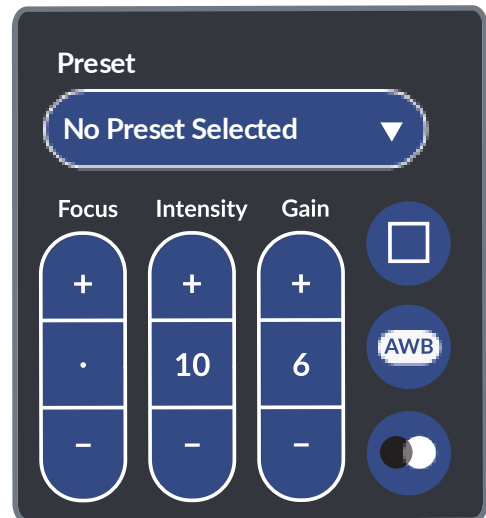 Preset
No Preset Selected
Focus Intensity Gain
+ + +
· 10 6
AWB
− − −